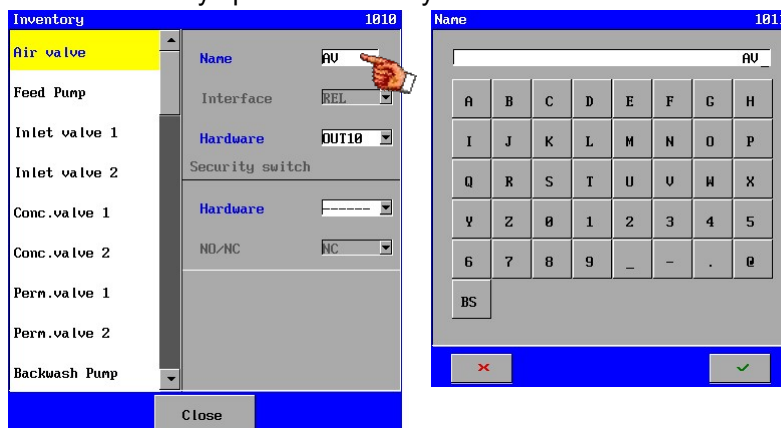 Inventory 1010
Air valve
Feed Pump
Inlet valve 1
Inlet valve 2
Conc.valve 1
Conc.valve 2
Perm.valve 1
Perm.valve 2
Backwash Pump
Name AV
Interface REL
Hardware OUT10
Security switch
Hardware ------
NO/NC NC
Close
Name 1011
AV_
A B C D E F G H
I J K L M N O P
Q R S T U V W X
Y Z 0 1 2 3 4 5
6 7 8 9 _ - . @
BS